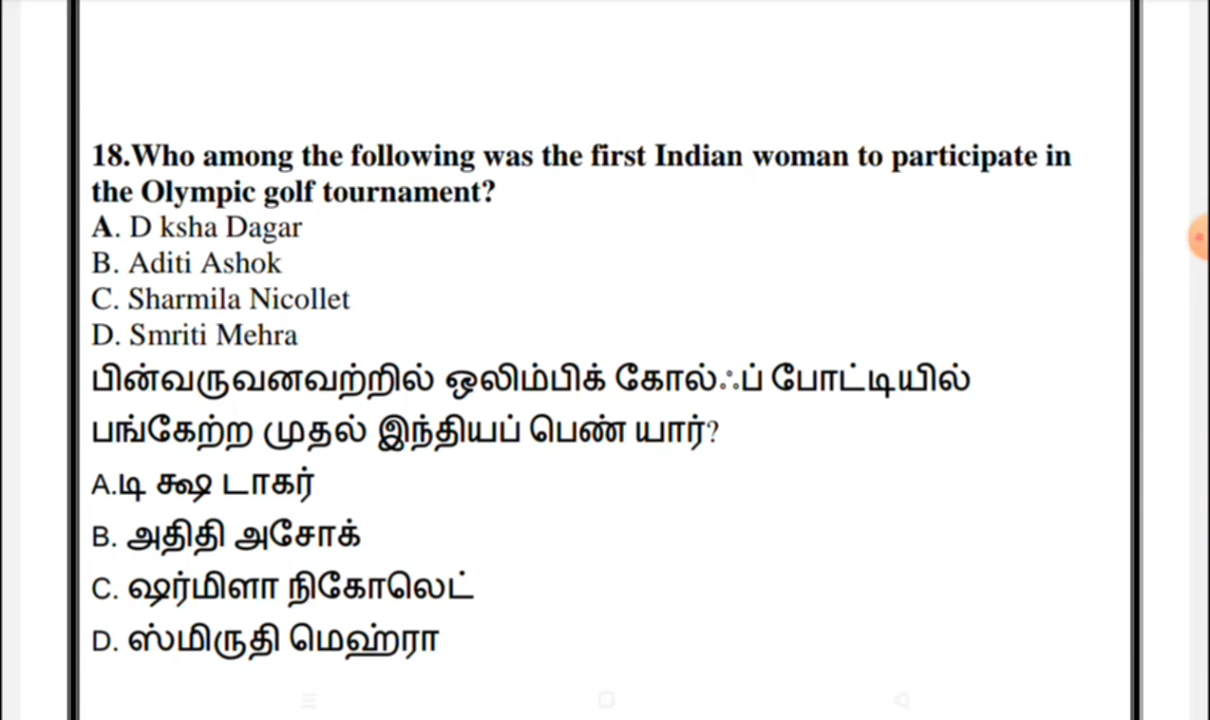 18.Who among the following was the first Indian woman to participate in
the Olympic golf tournament?
A. D ksha Dagar
B. Aditi Ashok
C. Sharmila Nicollet
D. Smriti Mehra
பின்வருவனவற்றில் ஒலிம்பிக் கோல்ஃப் போட்டியில்
பங்கேற்ற முதல் இந்தியப் பெண் யார்?
A.டி க்ஷ டாகர்
B. அதிதி அசோக்
C. ஷர்மிளா நிகோலெட்
D. ஸ்மிருதி மெஹ்ரா